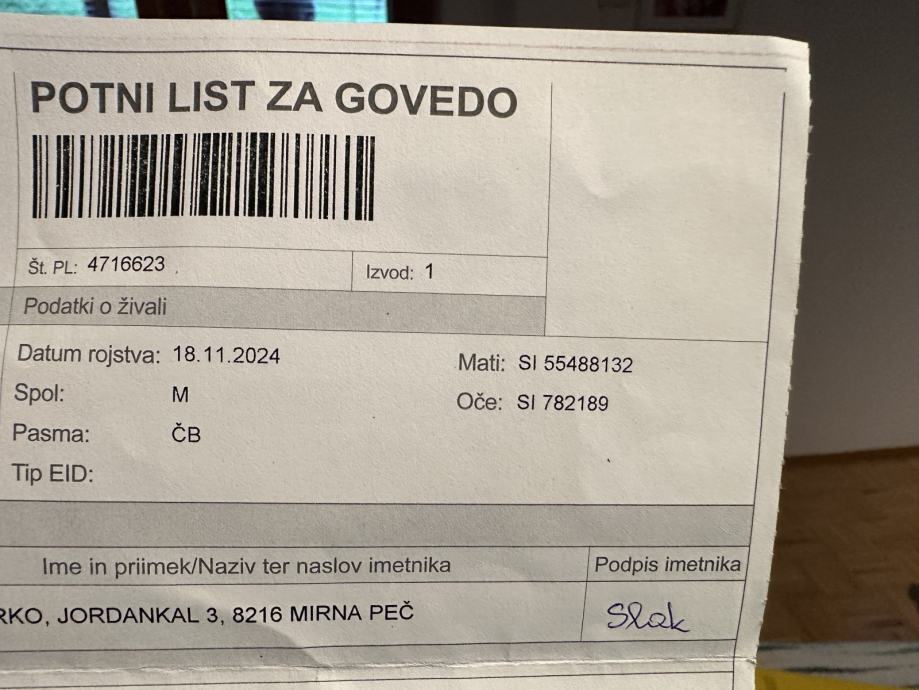 POTNI LIST ZA GOVEDO
Št. PL: 4716623 Izvod: 1
Podatki o živali
Datum rojstva: 18.11.2024 Mati: SI 55488132
Spol: M Oče: SI 782189
Pasma: ČB
Tip EID:
Ime in priimek/Naziv ter naslov imetnika Podpis imetnika
RKO, JORDANKAL 3, 8216 MIRNA PEČ Slak